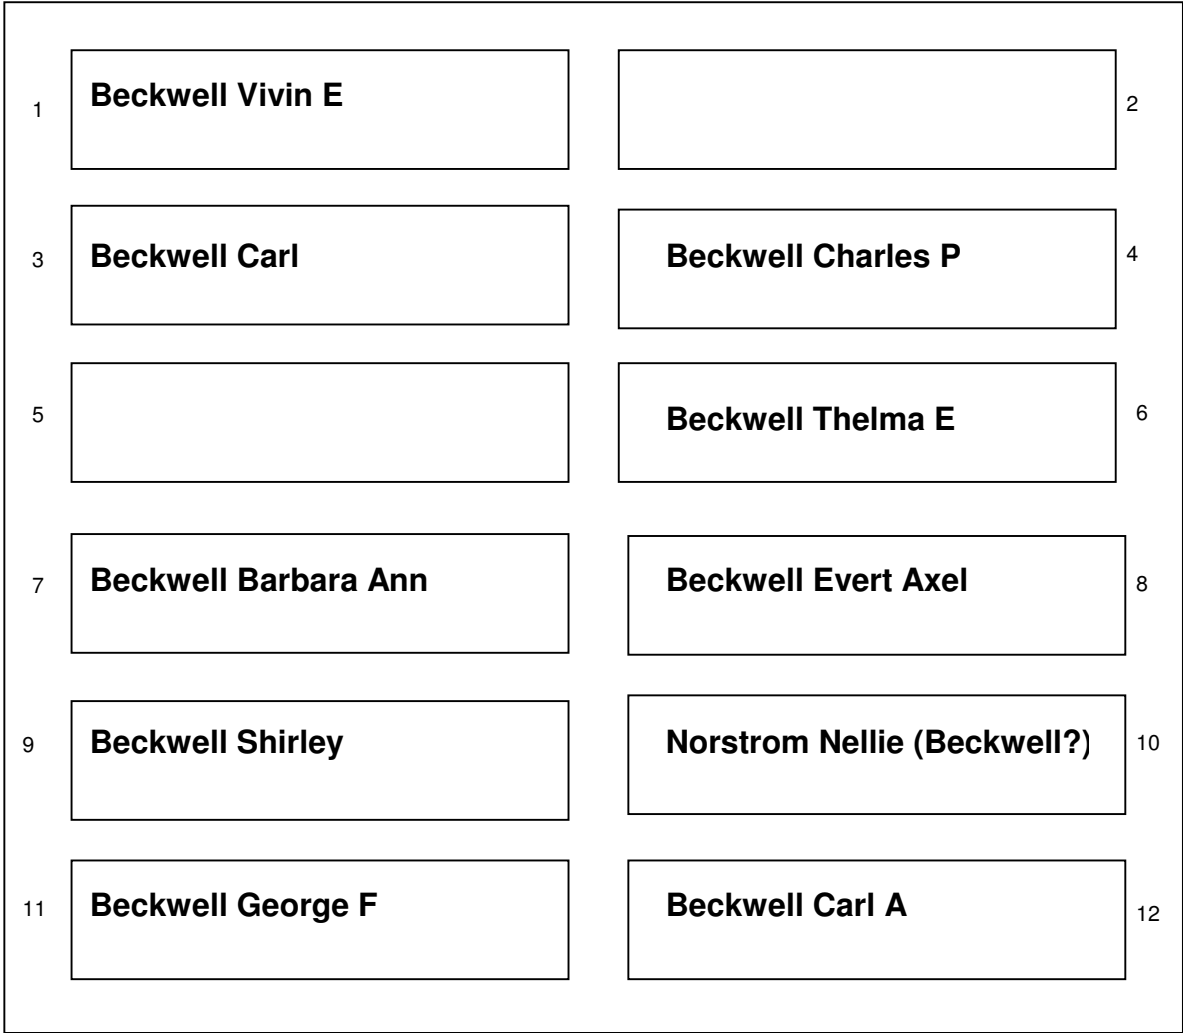 1 Beckwell Vivin E 2
3 Beckwell Carl Beckwell Charles P 4
5 Beckwell Thelma E 6
7 Beckwell Barbara Ann Beckwell Evert Axel 8
9 Beckwell Shirley Norstrom Nellie (Beckwell?) 10
11 Beckwell George F Beckwell Carl A 12